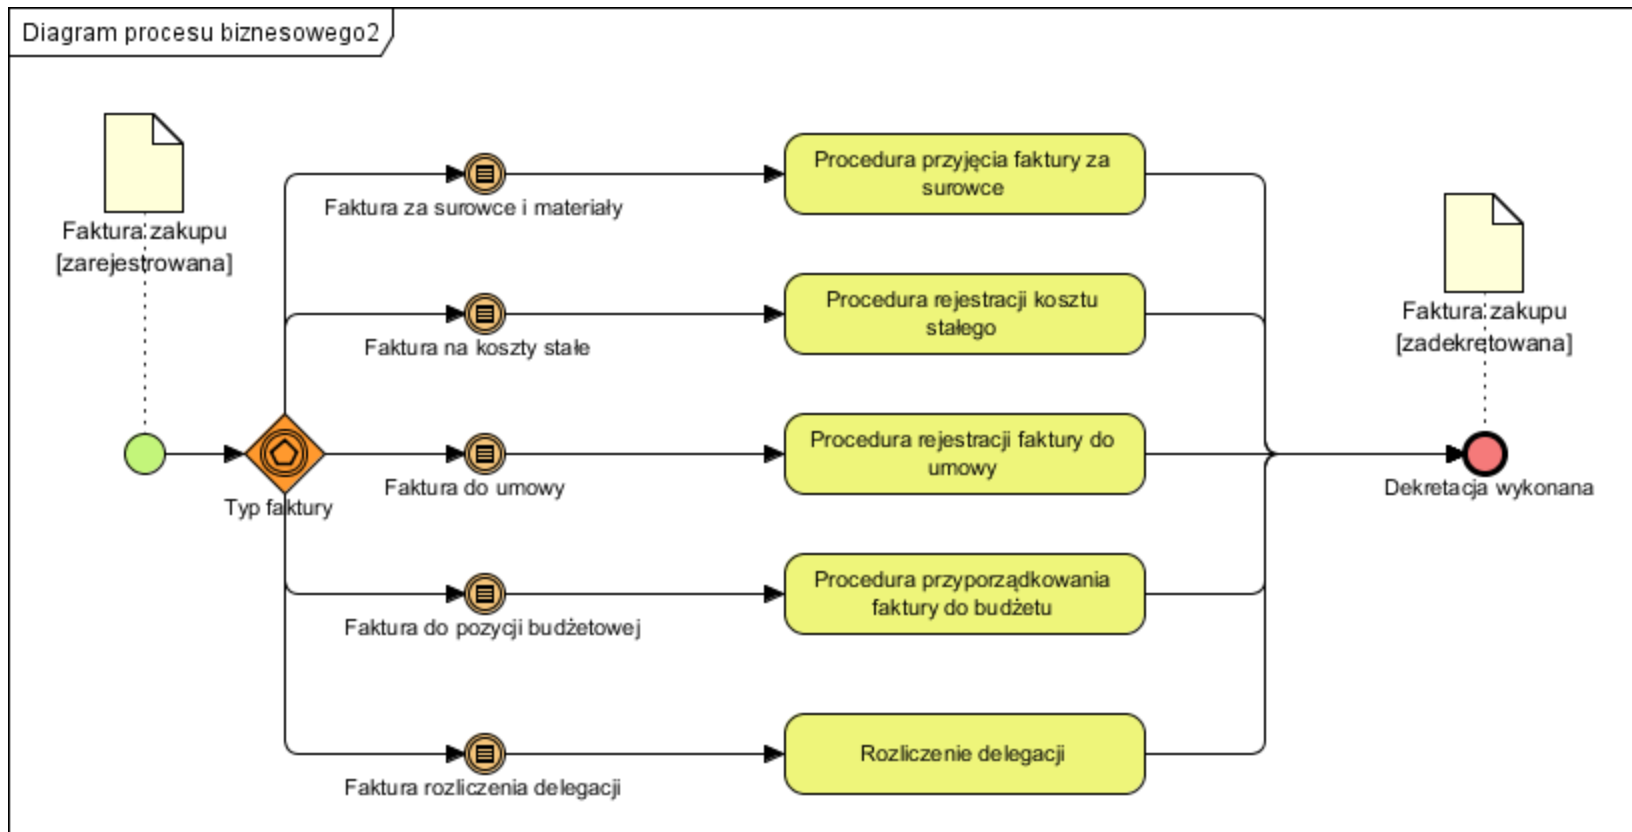 Diagram procesu biznesowego2
Faktura zakupu
[zarejestrowana]
Typ faktury
Faktura za surowce i materiały
Procedura przyjęcia faktury za
surowce
Faktura na koszty stałe
Procedura rejestracji kosztu
stałego
Faktura do umowy
Procedura rejestracji faktury do
umowy
Faktura do pozycji budżetowej
Procedura przyporządkowania
faktury do budżetu
Faktura rozliczenia delegacji
Rozliczenie delegacji
Faktura zakupu
[zadekretowana]
Dekretacja wykonana